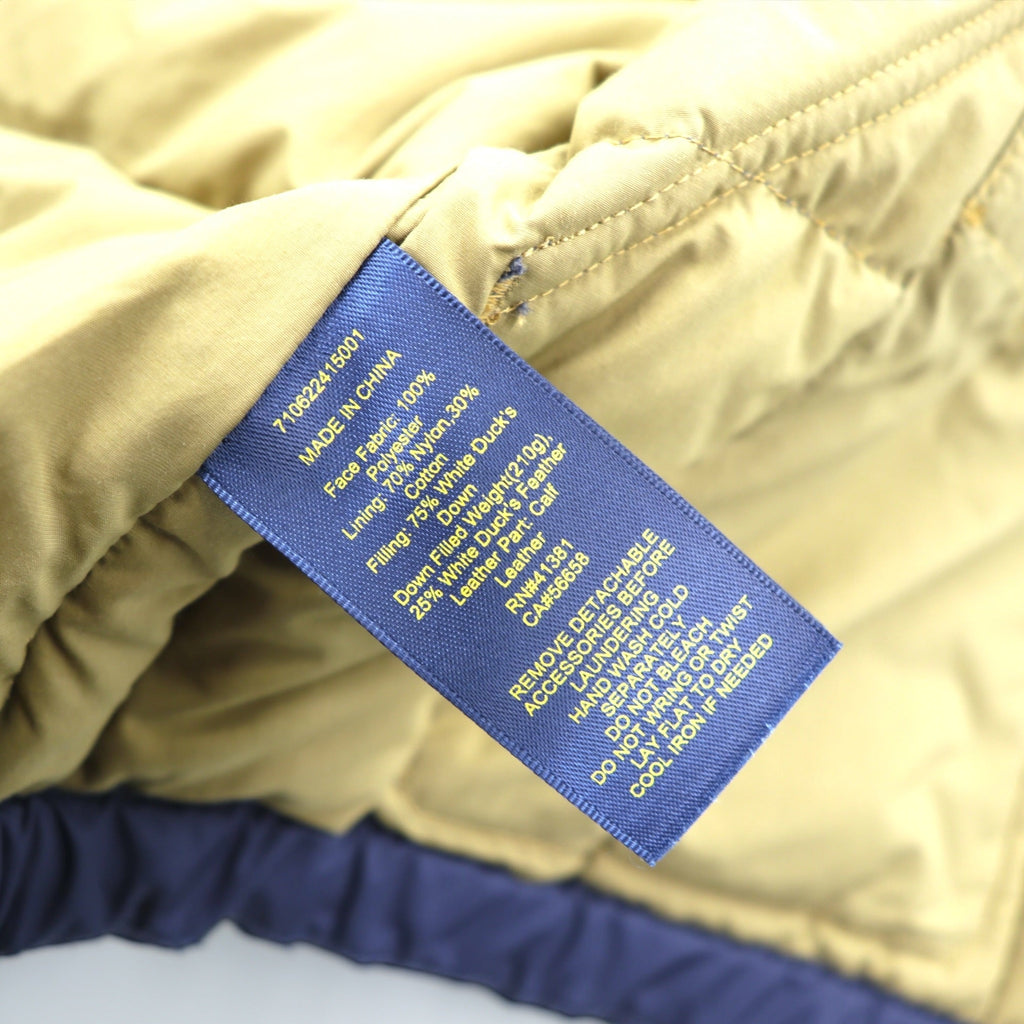 710622415001
MADE IN CHINA
Face Fabric: 100%
Polyester
Lining: 70% Nylon,30%
Cotton
Filling: 75% White Duck's
Down
Down Filled Weight(210g),
25% White Duck's Feather
Leather Part: Calf
Leather
RN#41381
CA#56658
REMOVE DETACHABLE
ACCESSORIES BEFORE
LAUNDERING
HAND WASH COLD
SEPARATELY
DO NOT BLEACH
DO NOT WRING OR TWIST
LAY FLAT TO DRY
COOL IRON IF NEEDED